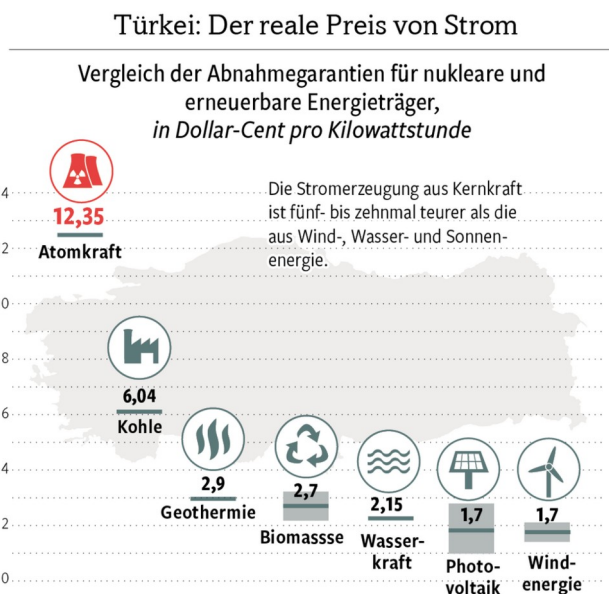 Türkei: Der reale Preis von Strom
Vergleich der Abnahmegarantien für nukleare und
erneuerbare Energieträger,
in Dollar-Cent pro Kilowattstunde
Die Stromerzeugung aus Kernkraft
ist fünf- bis zehnmal teurer als die
aus Wind-, Wasser- und Sonnen-
energie.
4
12,35
2
Atomkraft
0
8
6,04
6
Kohle
4
2,9
Geothermie
2,7
Biomassse
2,15
Wasser-
kraft
1,7
Photo-
voltaik
1,7
Wind-
energie
2
0